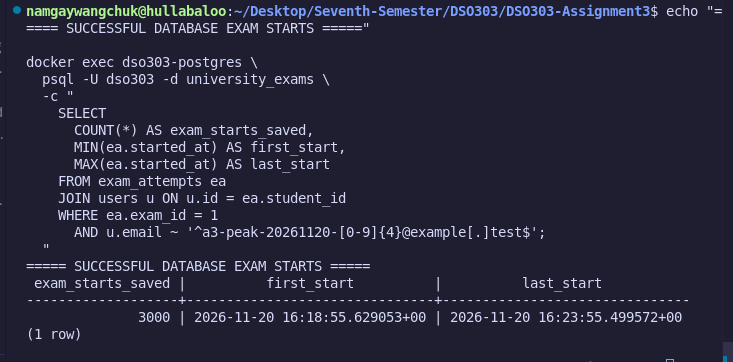 namgaywangchuk@hullabaloo:~/Desktop/Seventh-Semester/DSO303/DSO303-Assignment3$ echo "=
==== SUCCESSFUL DATABASE EXAM STARTS ====="

docker exec dso303-postgres \
  psql -U dso303 -d university_exams \
  -c "
    SELECT
      COUNT(*) AS exam_starts_saved,
      MIN(ea.started_at) AS first_start,
      MAX(ea.started_at) AS last_start
    FROM exam_attempts ea
    JOIN users u ON u.id = ea.student_id
    WHERE ea.exam_id = 1
      AND u.email ~ '^a3-peak-20261120-[0-9]{4}@example[.]test$';
  "
===== SUCCESSFUL DATABASE EXAM STARTS =====
 exam_starts_saved |          first_start          |          last_start
-------------------+-------------------------------+-------------------------------
              3000 | 2026-11-20 16:18:55.629053+00 | 2026-11-20 16:23:55.499572+00
(1 row)